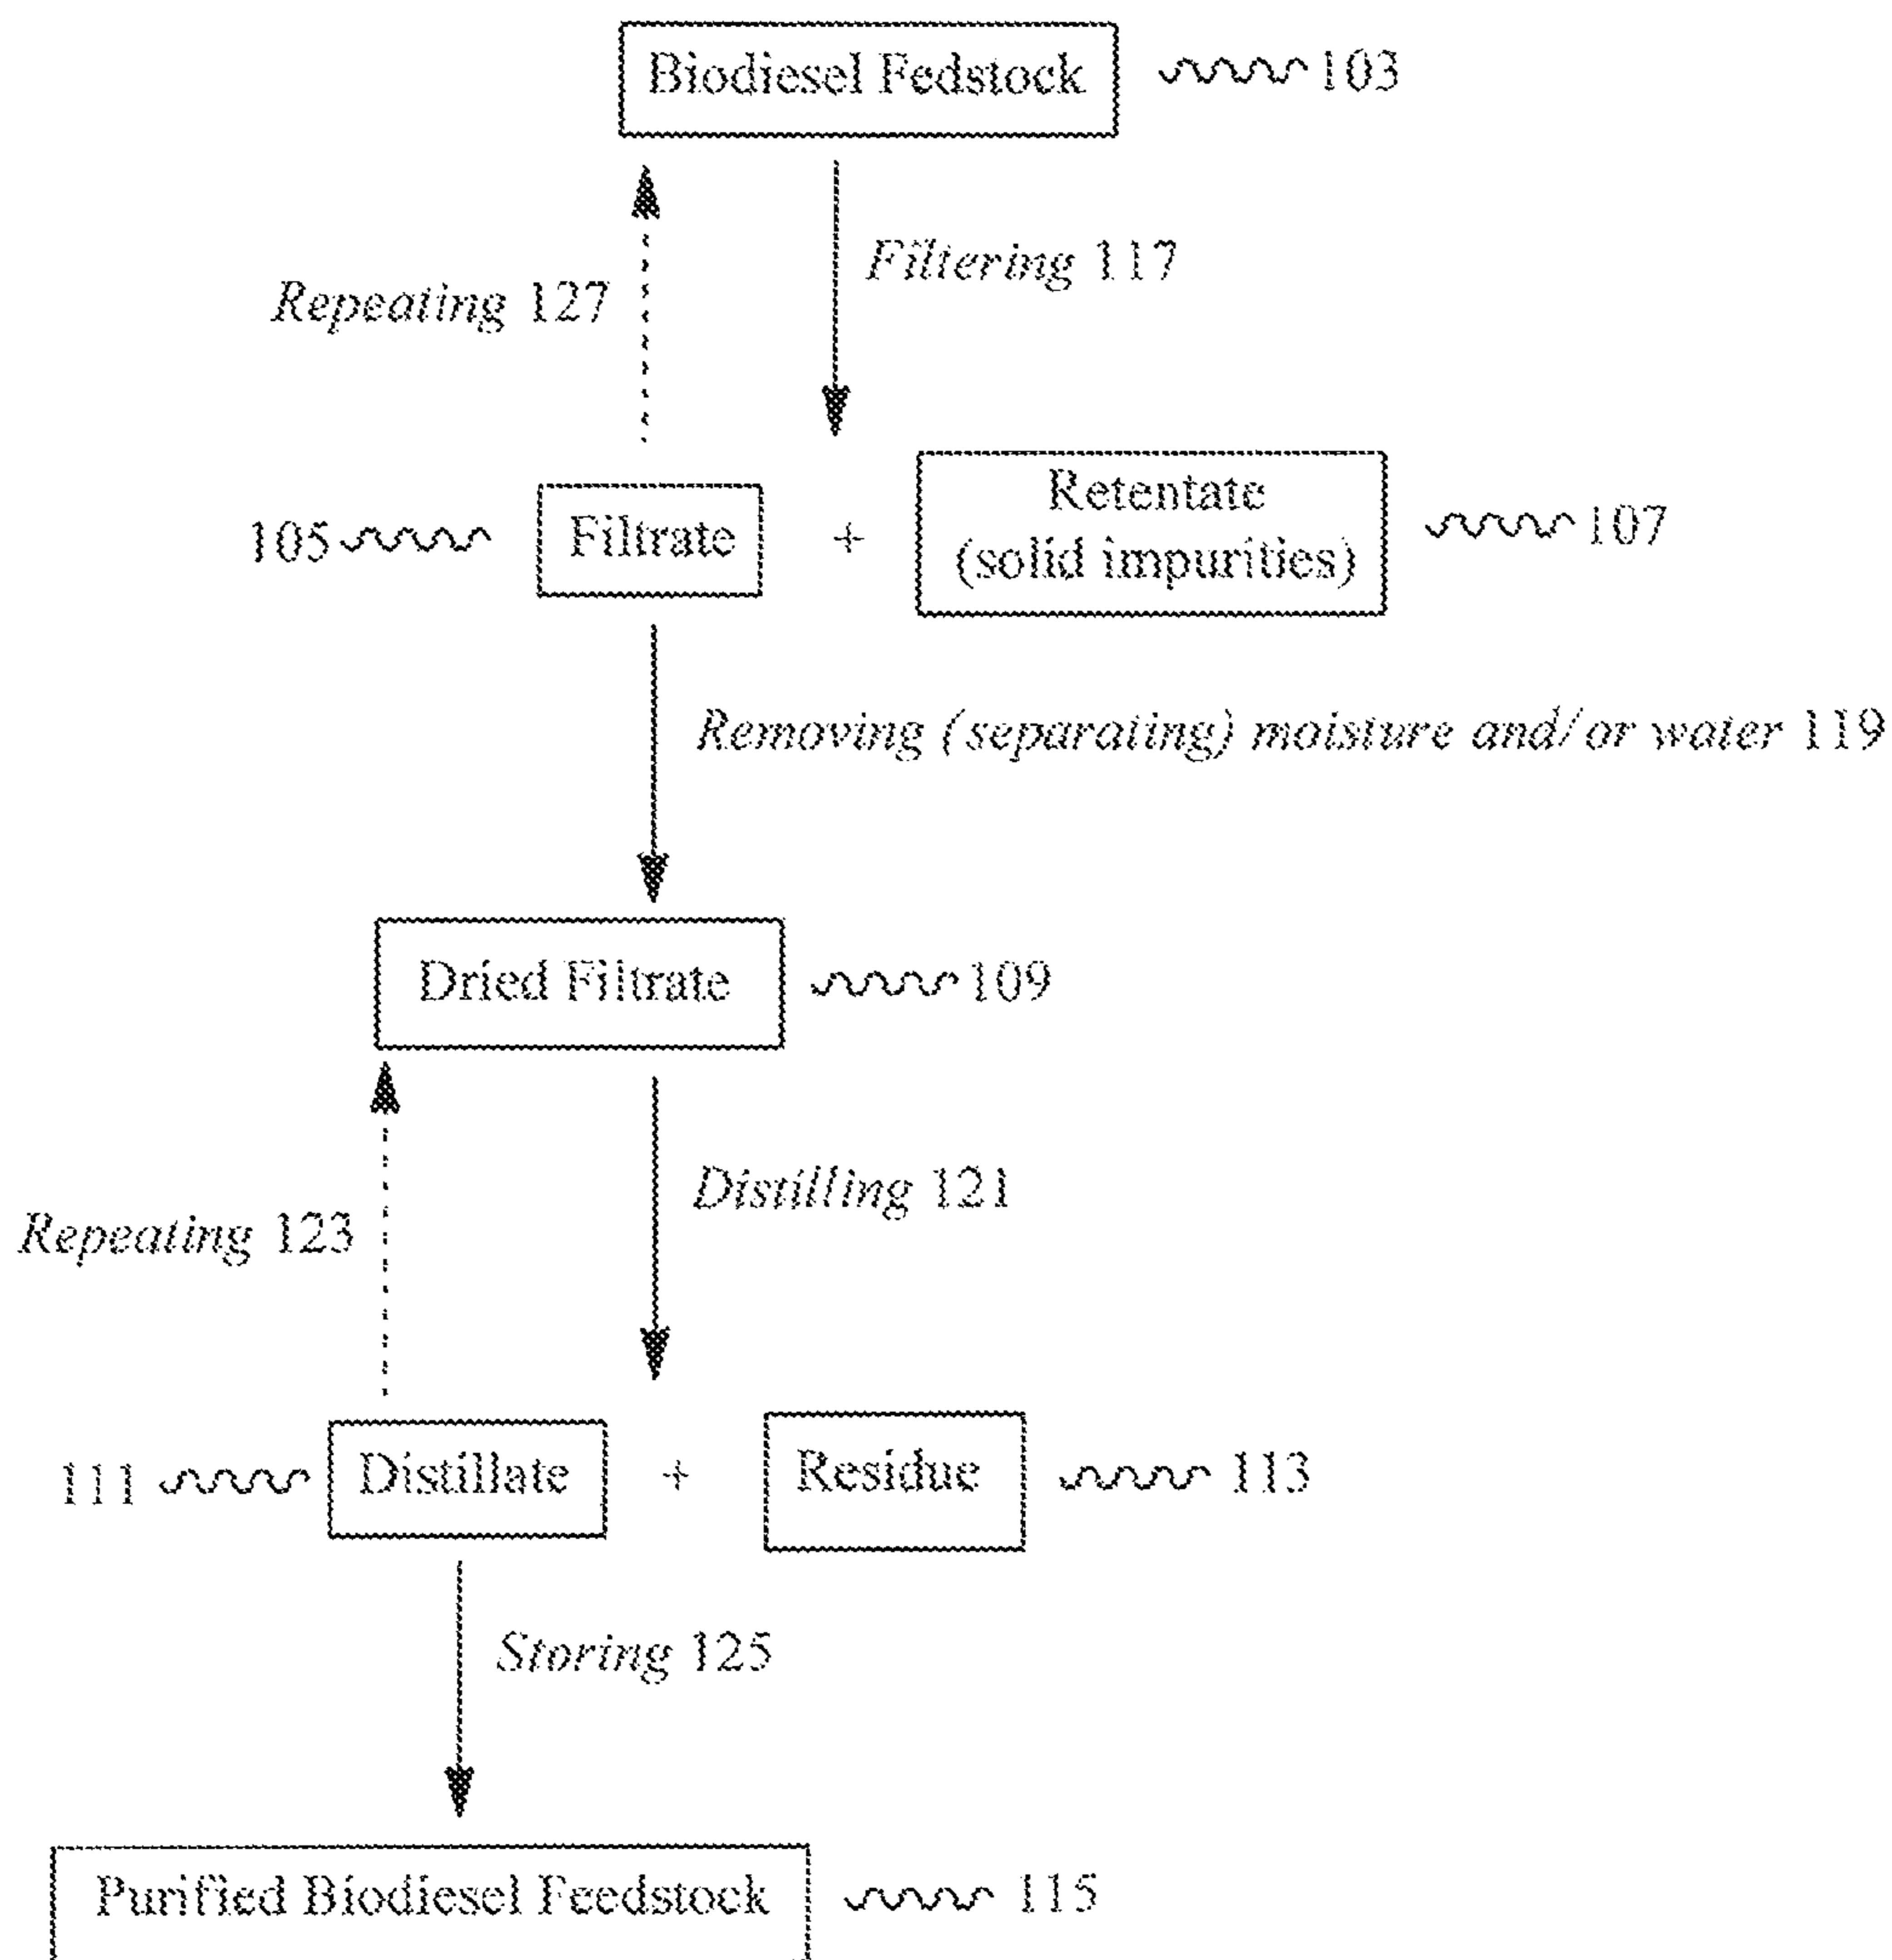 Biodiesel Fedstock 103
Filtering 117
Repeating 127
Retentate
105 Filtrate + (solid impurities) 107
Removing (separating) moisture and/or water 119
Dried Filtrate 109
Distilling 121
Repeating 123
111 Distillate + Residue 113
Storing 125
Purified Biodiesel Feedstock 115